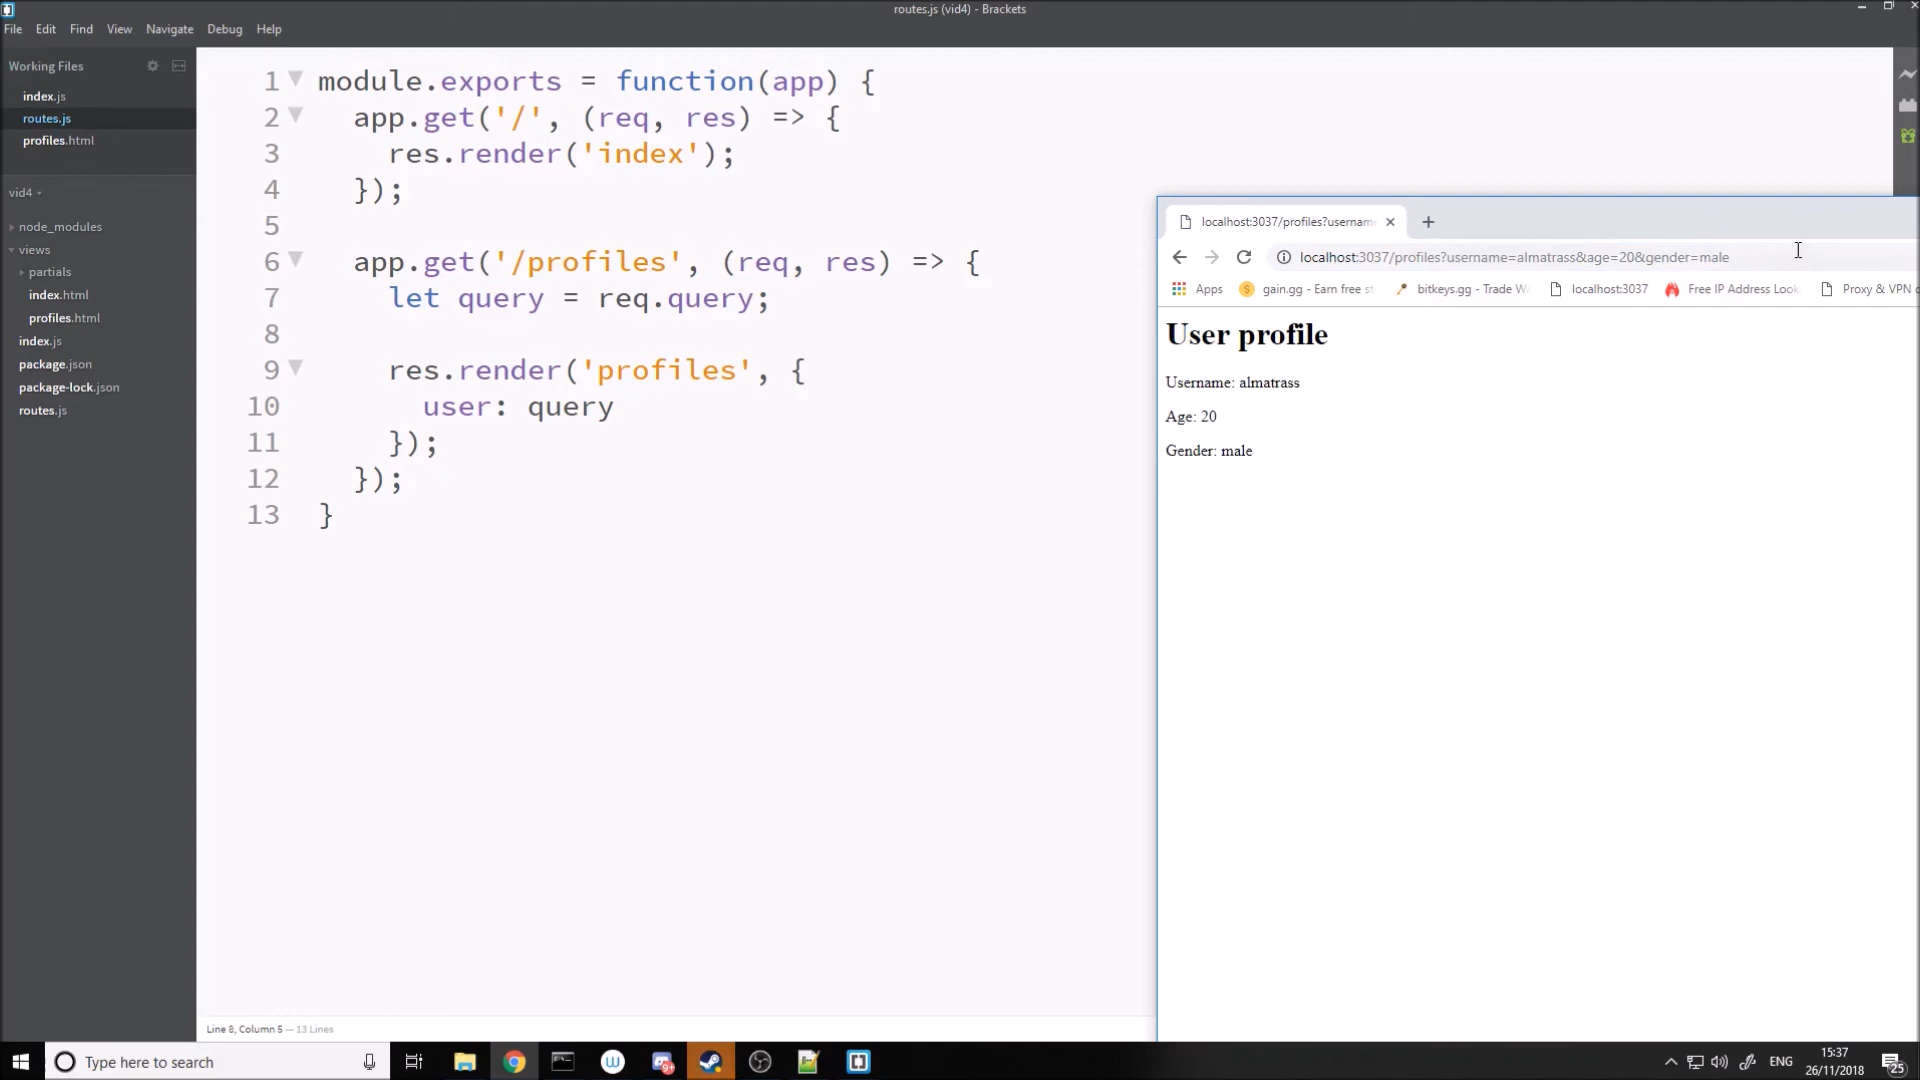 routes.js (vid4) - Brackets
File Edit Find View Navigate Debug Help
Working Files
index.js
routes.js
profiles.html
vid4
node_modules
views
partials
index.html
profiles.html
index.js
package.json
package-lock.json
routes.js
1 module.exports = function(app) {
2 app.get('/', (req, res) => {
3 res.render('index');
4 });
5
6 app.get('/profiles', (req, res) => {
7 let query = req.query;
8
9 res.render('profiles', {
10 user: query
11 });
12 });
13 }
Line 8, Column 5 — 13 Lines
localhost:3037/profiles?usernam
localhost:3037/profiles?username=almatrass&age=20&gender=male
Apps gain.gg - Earn free st bitkeys.gg - Trade W localhost:3037 Free IP Address Look Proxy & VPN
User profile
Username: almatrass
Age: 20
Gender: male
Type here to search
ENG
15:37
26/11/2018
25